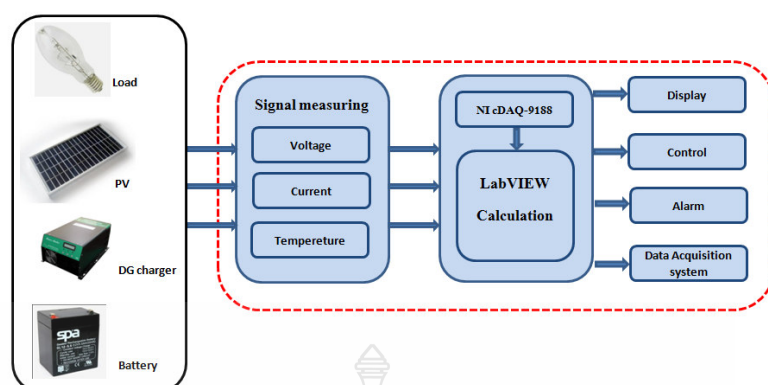 Load
PV
DG charger
spa
Battery
Signal measuring
Voltage
Current
Tempereture
NI cDAQ-9188
LabVIEW
Calculation
Display
Control
Alarm
Data Acquisition
system